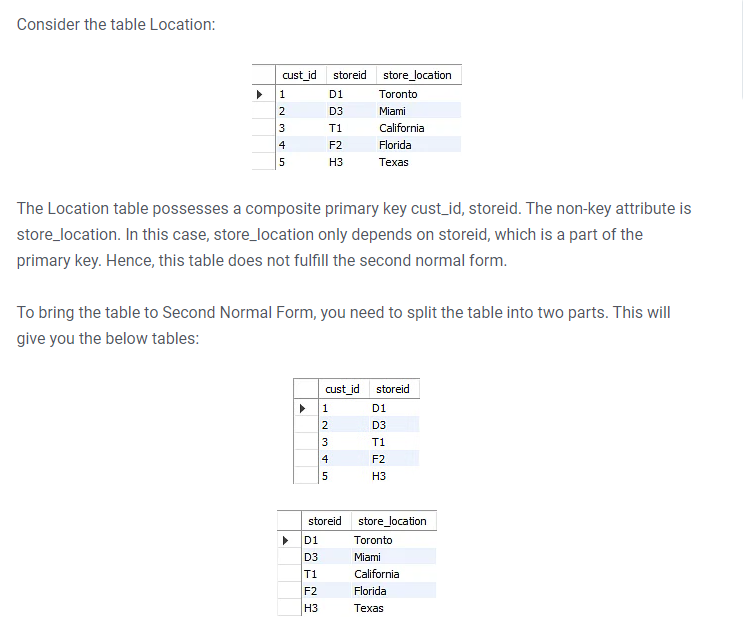 Consider the table Location:
cust_id storeid store_location
1 D1 Toronto
2 D3 Miami
3 T1 California
4 F2 Florida
5 H3 Texas
The Location table possesses a composite primary key cust_id, storeid. The non-key attribute is
store_location. In this case, store_location only depends on storeid, which is a part of the
primary key. Hence, this table does not fulfill the second normal form.
To bring the table to Second Normal Form, you need to split the table into two parts. This will
give you the below tables:
cust_id storeid
1 D1
2 D3
3 T1
4 F2
5 H3
storeid store_location
D1 Toronto
D3 Miami
T1 California
F2 Florida
H3 Texas